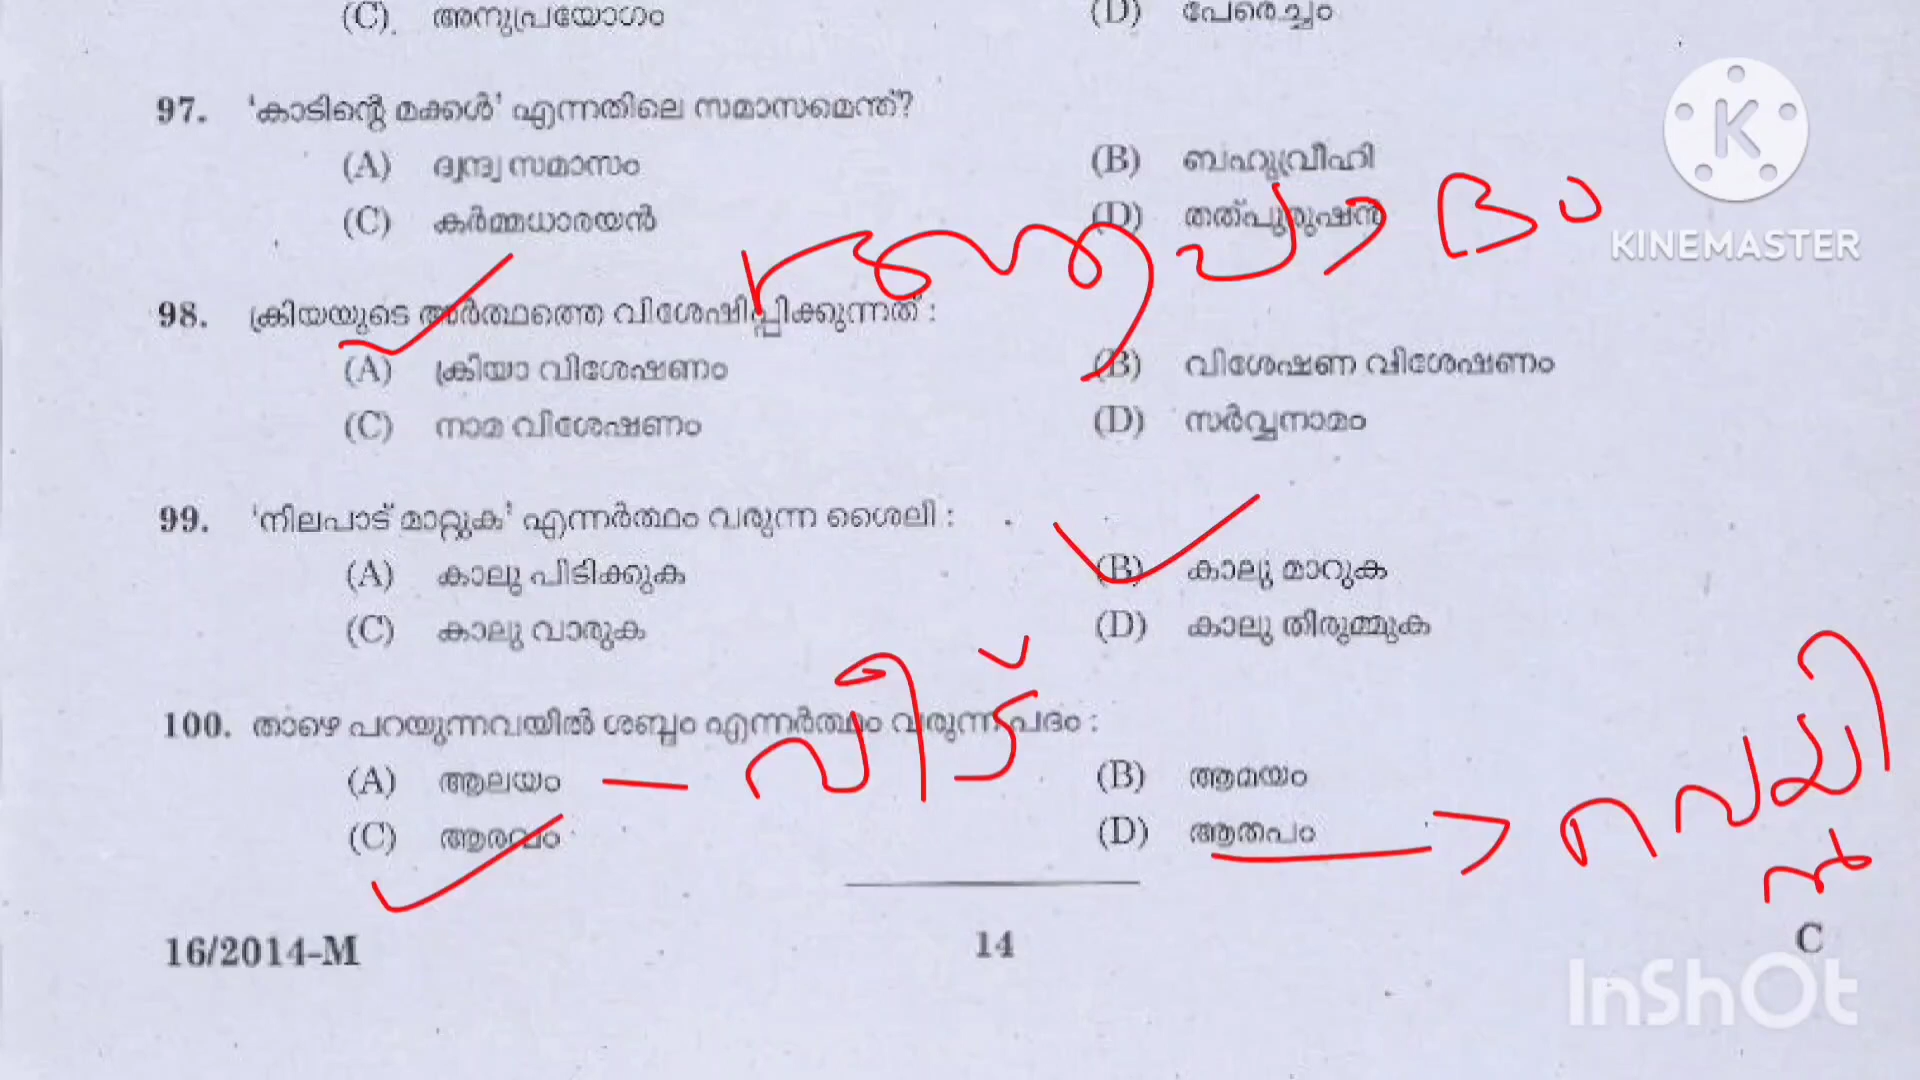 (C). അനുപ്രയോഗം (D) പേരെച്ചം
97. 'കാടിന്റെ മക്കൾ' എന്നതിലെ സമാസമെന്ത്?
(A) ദ്വന്ദ്വ സമാസം (B) ബഹുവ്രീഹി
(C) കർമ്മധാരയൻ (D) തത്പുരുഷൻ
K
KINEMASTER
98. ക്രിയയുടെ അർത്ഥത്തെ വിശേഷിപ്പിക്കുന്നത് :
(A) ക്രിയാ വിശേഷണം (B) വിശേഷണ വിശേഷണം
(C) നാമ വിശേഷണം (D) സർവ്വനാമം
99. 'നിലപാട് മാറ്റുക' എന്നർത്ഥം വരുന്ന ശൈലി :
(A) കാലു പിടിക്കുക (B) കാലു മാറുക
(C) കാലു വാരുക (D) കാലു തിരുമ്മുക
100. താഴെ പറയുന്നവയിൽ ശബ്ദം എന്നർത്ഥം വരുന്ന പദം :
(A) ആലയം — വീട് (B) ആമയം
(C) ആരവം (D) ആതപം
16/2014-M 14 C
InShOt